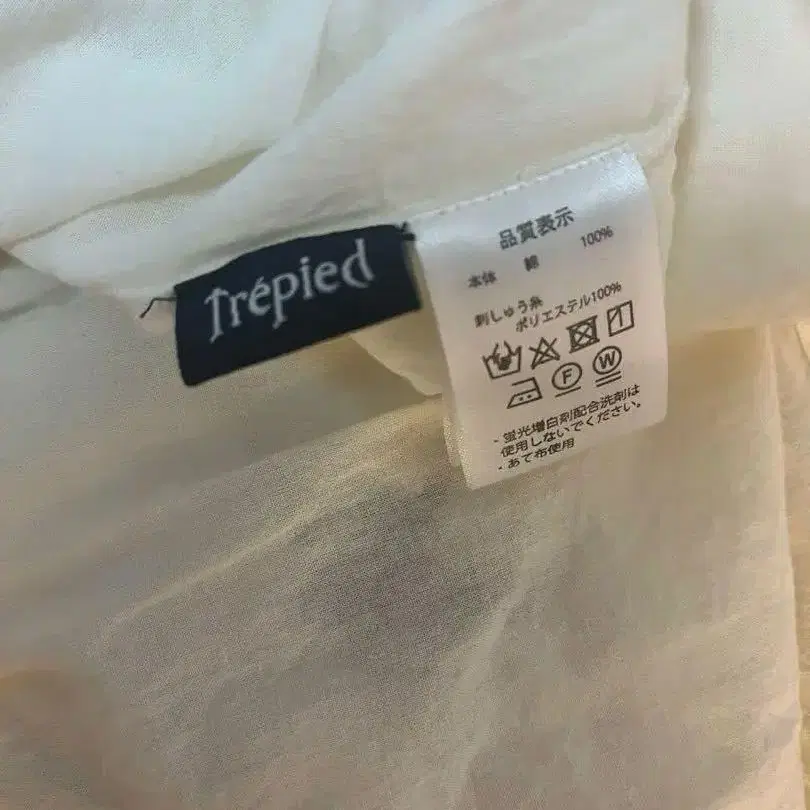 Trépied
品質表示
本体 綿 100%
刺しゅう糸
ポリエステル100%
F W
・蛍光増白剤配合洗剤は
使用しないでください。
・あて布使用